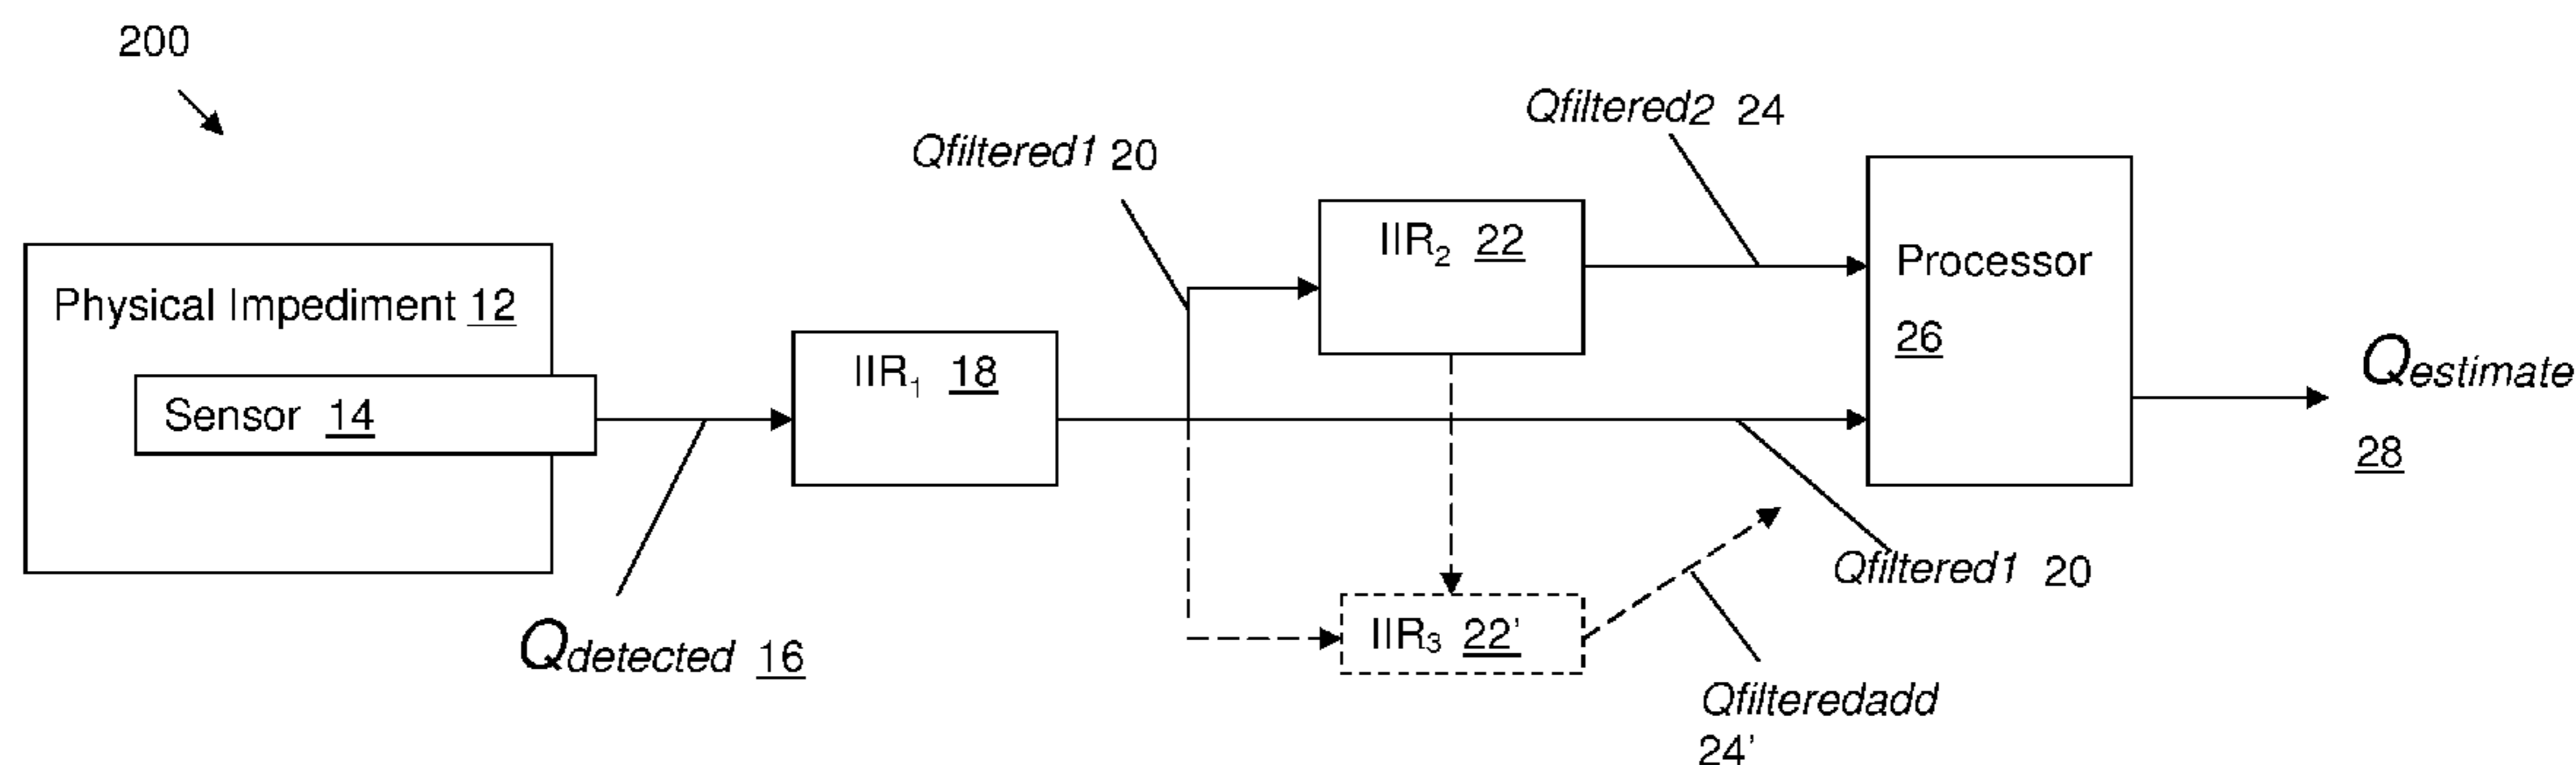 200
Qfiltered2 24
Qfiltered1 20
IIR2 22
Processor
26
Physical Impediment 12
Sensor 14
IIR1 18
Qestimate
28
Qfiltered1 20
IIR3 22'
Qdetected 16
Qfilteredadd
24'